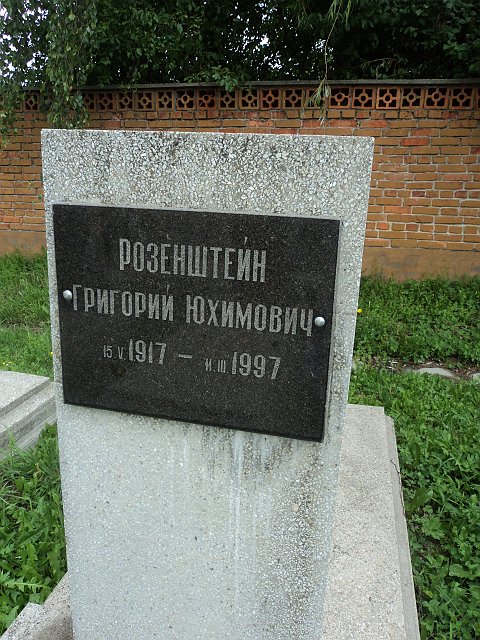 РОЗЕНШТЕЙН
ГРИГОРИЙ ЮХИМОВИЧ
15.V.1917 — 11.III.1997